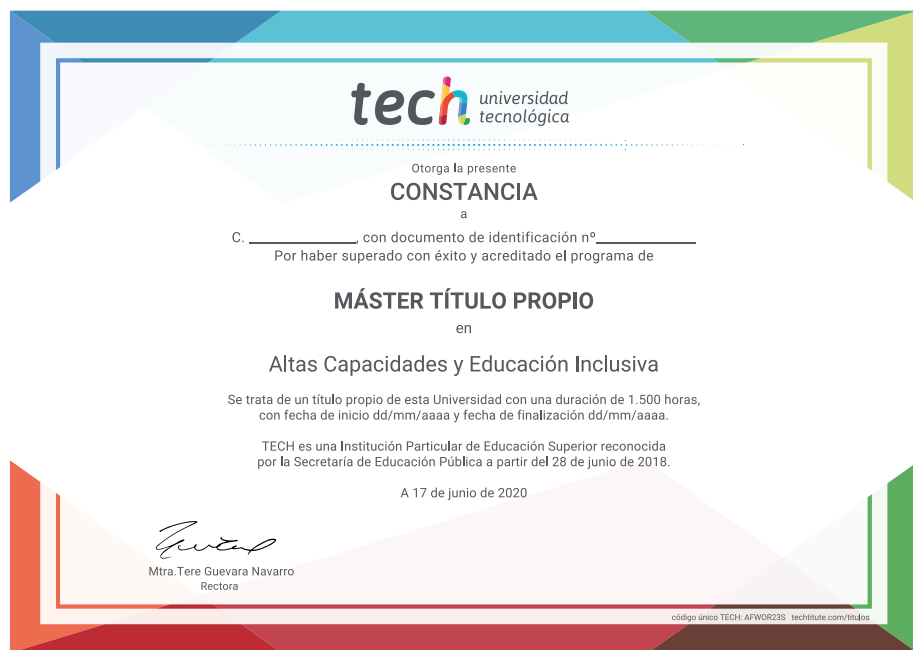 tech universidad
tecnológica
Otorga la presente
CONSTANCIA
a
C. ____________, con documento de identificación nº____________
Por haber superado con éxito y acreditado el programa de
MÁSTER TÍTULO PROPIO
en
Altas Capacidades y Educación Inclusiva
Se trata de un título propio de esta Universidad con una duración de 1.500 horas,
con fecha de inicio dd/mm/aaaa y fecha de finalización dd/mm/aaaa.
TECH es una Institución Particular de Educación Superior reconocida
por la Secretaría de Educación Pública a partir del 28 de junio de 2018.
A 17 de junio de 2020
Mtra.Tere Guevara Navarro
Rectora
código único TECH: AFWOR23S techtitute.com/titulos